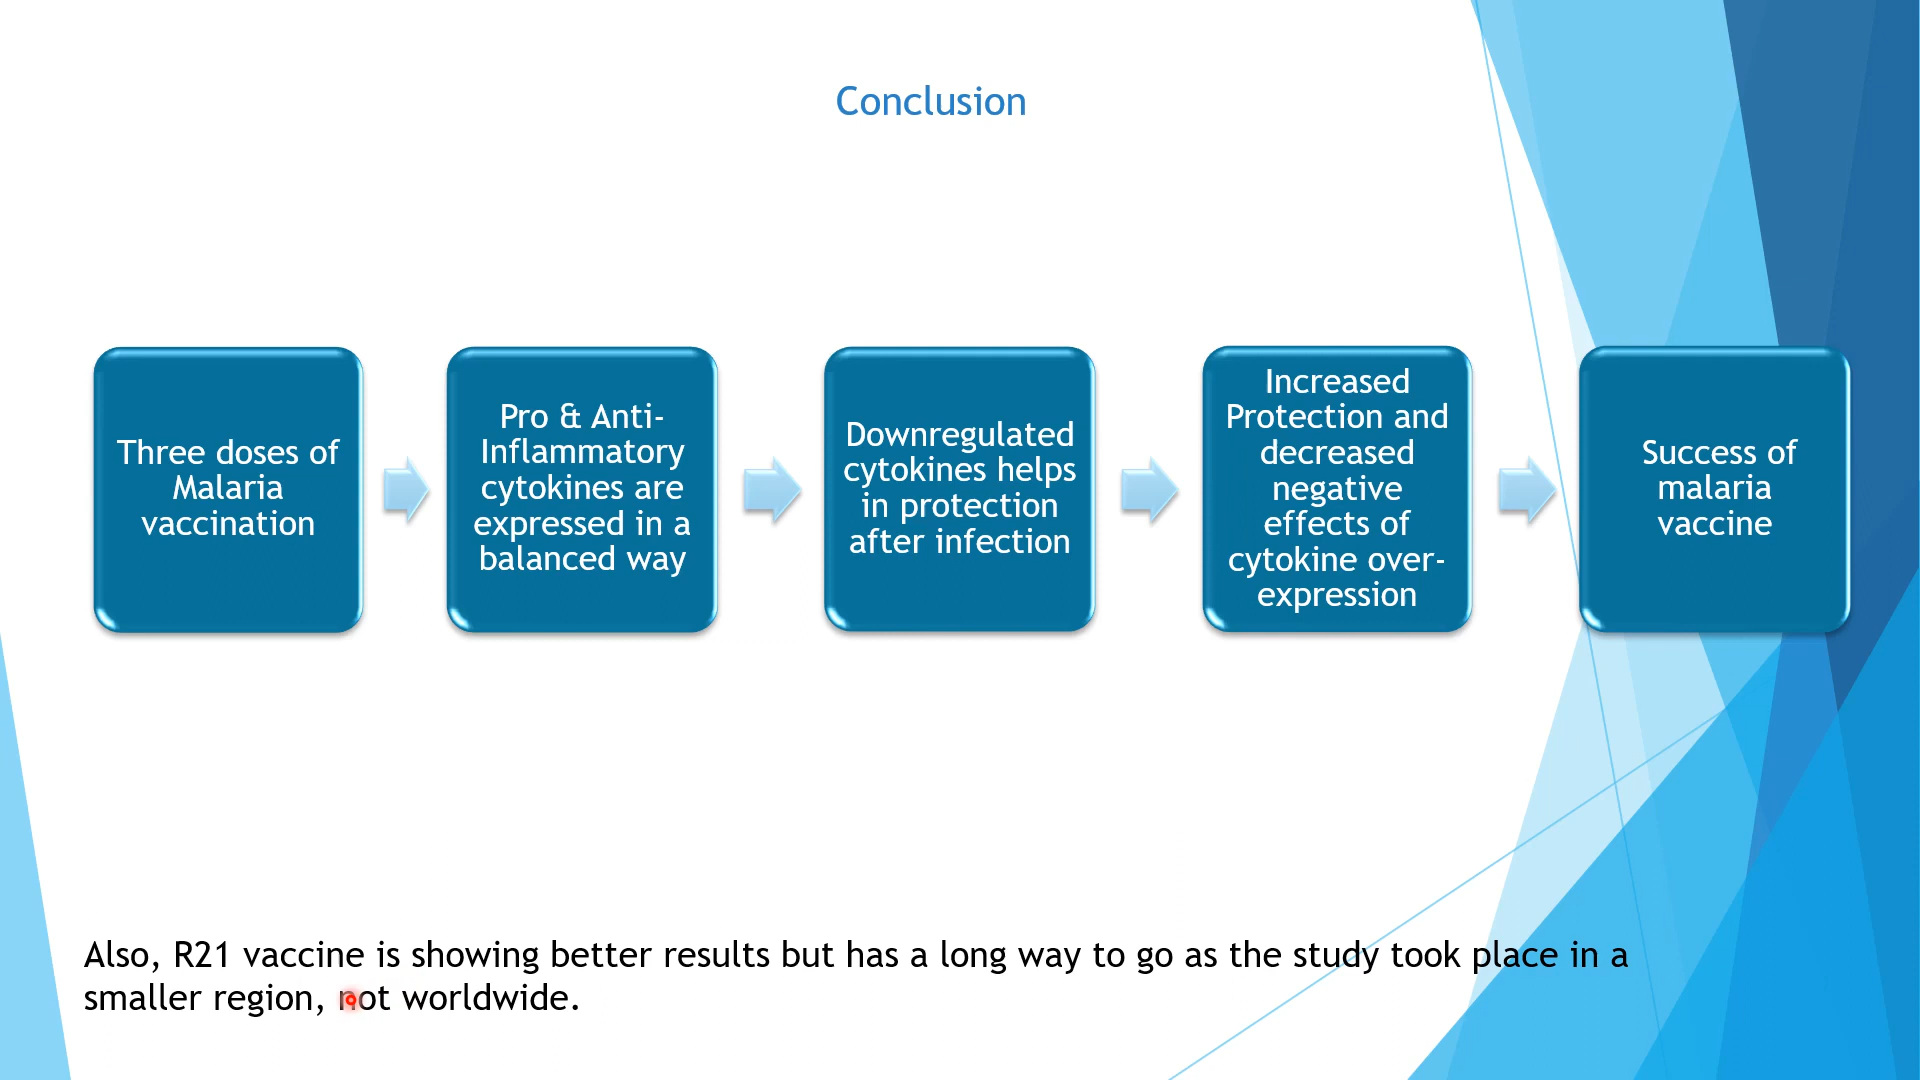 Conclusion
Three doses of
Malaria
vaccination
Pro & Anti-
Inflammatory
cytokines are
expressed in a
balanced way
Downregulated
cytokines helps
in protection
after infection
Increased
Protection and
decreased
negative
effects of
cytokine over-
expression
Success of
malaria
vaccine
Also, R21 vaccine is showing better results but has a long way to go as the study took place in a
smaller region, not worldwide.